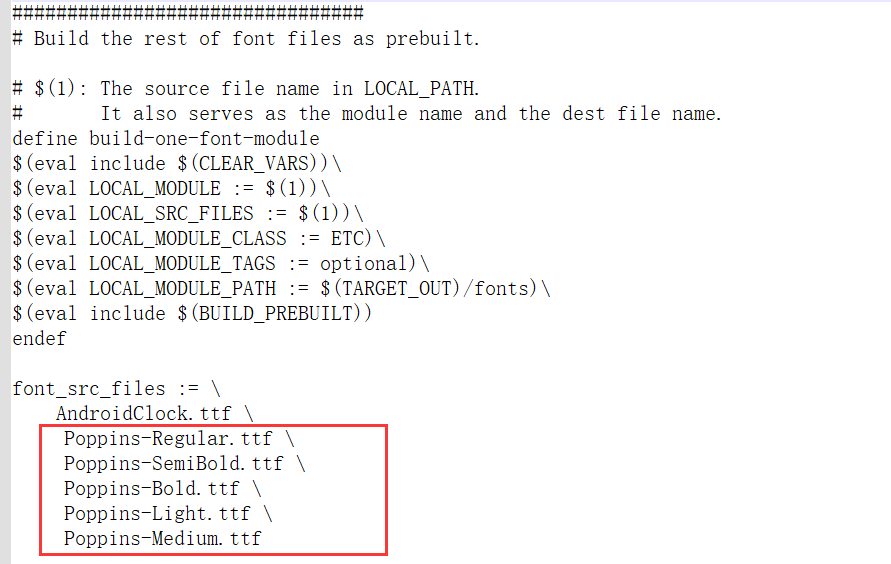 ################################
# Build the rest of font files as prebuilt.
# $(1): The source file name in LOCAL_PATH.
#       It also serves as the module name and the dest file name.
define build-one-font-module
$(eval include $(CLEAR_VARS))\
$(eval LOCAL_MODULE := $(1))\
$(eval LOCAL_SRC_FILES := $(1))\
$(eval LOCAL_MODULE_CLASS := ETC)\
$(eval LOCAL_MODULE_TAGS := optional)\
$(eval LOCAL_MODULE_PATH := $(TARGET_OUT)/fonts)\
$(eval include $(BUILD_PREBUILT))
endef
font_src_files := \
    AndroidClock.ttf \
    Poppins-Regular.ttf \
    Poppins-SemiBold.ttf \
    Poppins-Bold.ttf \
    Poppins-Light.ttf \
    Poppins-Medium.ttf